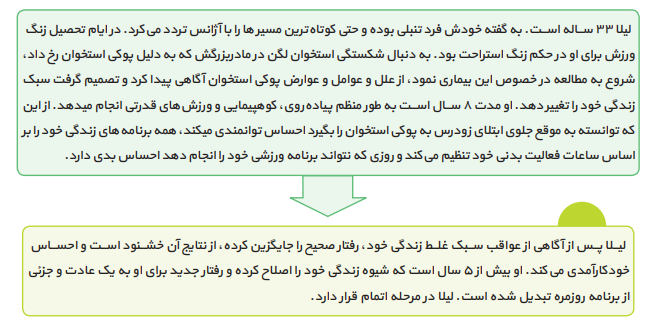 لیلا ۳۳ ساله است. به گفته خودش فرد تنبلی بوده و حتی کوتاه‌ترین مسیرها را با آژانس تردد می‌کرد. در ایام تحصیل زنگ
ورزش برای او در حکم زنگ استراحت بود. به دنبال شکستگی استخوان لگن در مادربزرگش که به دلیل پوکی استخوان رخ داد،
شروع به مطالعه در خصوص این بیماری نمود، از علل و عوامل و عوارض پوکی استخوان آگاهی پیدا کرد و تصمیم گرفت سبک
زندگی خود را تغییر دهد. او مدت ۸ سال است به طور منظم پیاده‌روی، کوهپیمایی و ورزش‌های قدرتی انجام میدهد. از این
که توانسته به موقع جلوی ابتلای زودرس به پوکی استخوان را بگیرد احساس توانمندی میکند، همه برنامه‌های زندگی خود را بر
اساس ساعات فعالیت بدنی خود تنظیم می‌کند و روزی که نتواند برنامه ورزشی خود را انجام دهد احساس بدی دارد.
لیلا پس از آگاهی از عواقب سبک غلط زندگی خود، رفتار صحیح را جایگزین کرده، از نتایج آن خشنود است و احساس
خودکارآمدی می‌کند. او بیش از ۵ سال است که شیوه زندگی خود را اصلاح کرده و رفتار جدید برای او به یک عادت و جزئی
از برنامه روزمره تبدیل شده است. لیلا در مرحله اتمام قرار دارد.